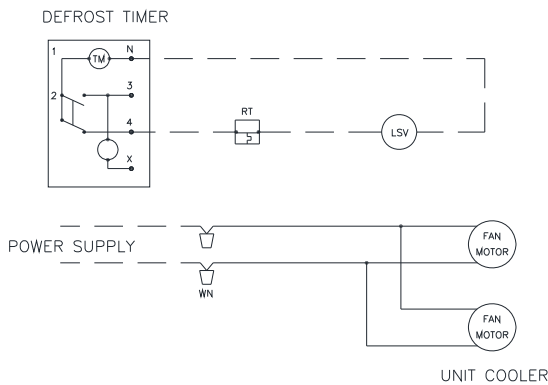 DEFROST TIMER
1
TM
N
2
3
4
X
RT
LSV
POWER SUPPLY
WN
FAN
MOTOR
FAN
MOTOR
UNIT COOLER